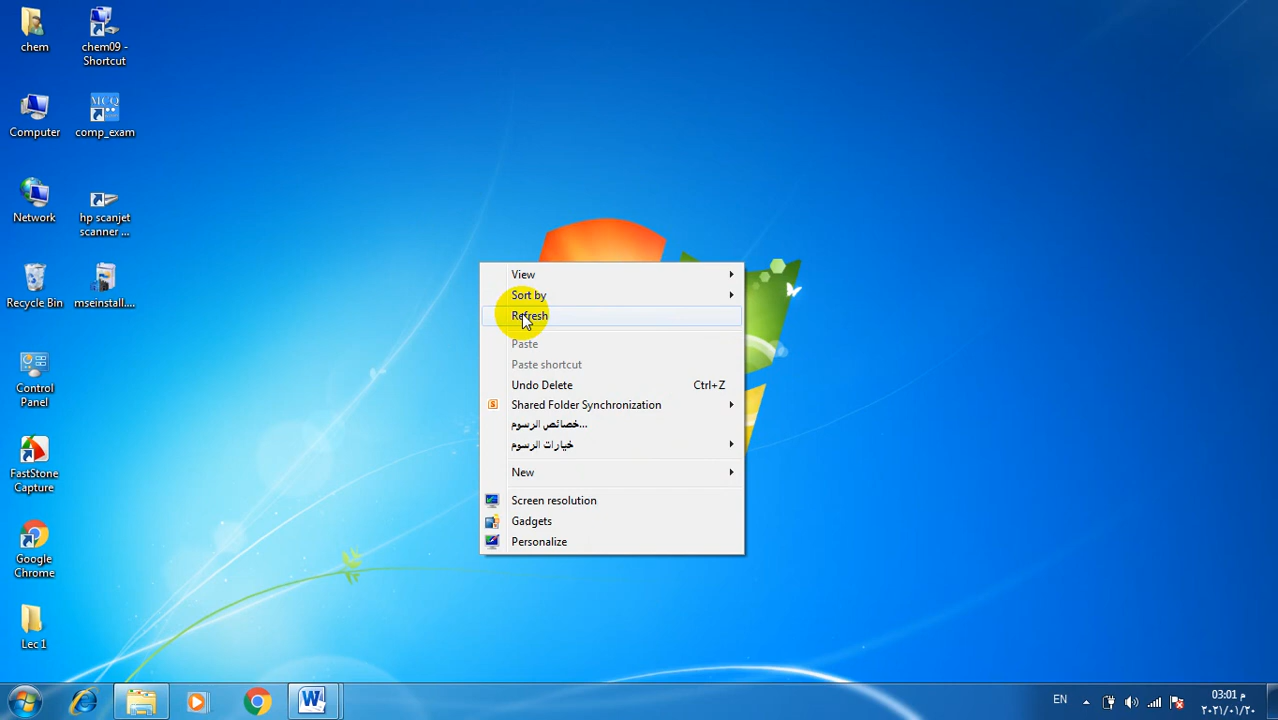 chem
chem09 -
Shortcut
Computer
MCQ
comp_exam
Network
hp scanjet
scanner ...
Recycle Bin
mseinstall....
Control
Panel
FastStone
Capture
Google
Chrome
Lec 1
View
Sort by
Refresh
Paste
Paste shortcut
Undo Delete Ctrl+Z
S Shared Folder Synchronization
خصائص الرسوم...
خيارات الرسوم
New
Screen resolution
Gadgets
Personalize
W
EN
03:01 م
٢٠٢١/٠١/٢٠